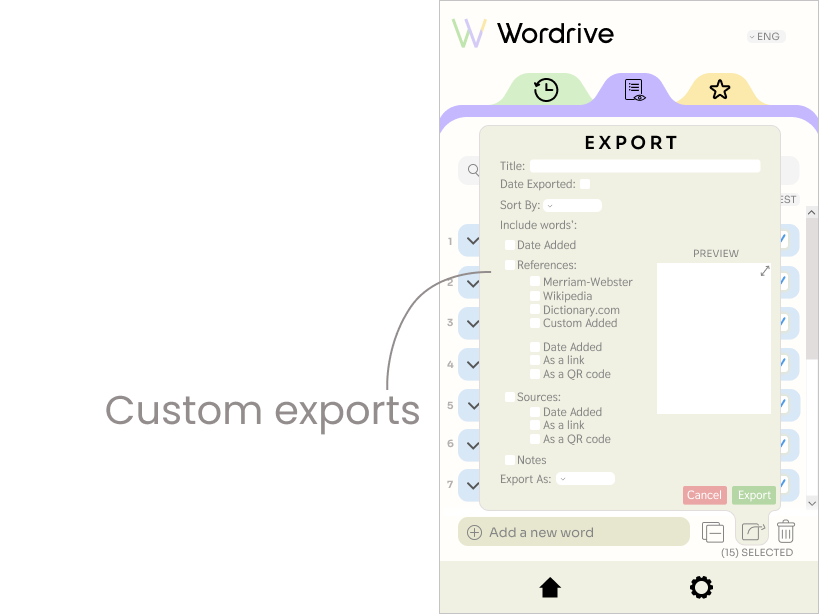 Wordrive
ENG
EXPORT
Title:
Date Exported:
EST
Sort By:
Include words':
1
Date Added
PREVIEW
References:
2
Merriam-Webster
Wikipedia
Dictionary.com
3
Custom Added
Date Added
4
As a link
As a QR code
Custom exports
Sources:
5
Date Added
As a link
6
As a QR code
Notes
7
Export As:
Cancel
Export
Add a new word
(15) SELECTED